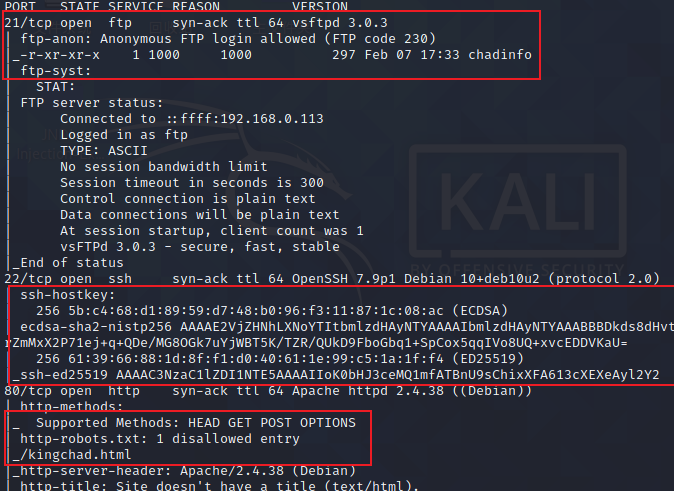 PORT STATE SERVICE REASON VERSION
21/tcp open ftp syn-ack ttl 64 vsftpd 3.0.3
| ftp-anon: Anonymous FTP login allowed (FTP code 230)
|_-r-xr-xr-x 1 1000 1000 297 Feb 07 17:33 chadinfo
| ftp-syst:
| STAT:
| FTP server status:
| Connected to ::ffff:192.168.0.113
| Logged in as ftp
| TYPE: ASCII
| No session bandwidth limit
| Session timeout in seconds is 300
| Control connection is plain text
| Data connections will be plain text
| At session startup, client count was 1
| vsFTPd 3.0.3 - secure, fast, stable
|_End of status
22/tcp open ssh syn-ack ttl 64 OpenSSH 7.9p1 Debian 10+deb10u2 (protocol 2.0)
| ssh-hostkey:
| 256 5b:c4:68:d1:89:59:d7:48:b0:96:f3:11:87:1c:08:ac (ECDSA)
| ecdsa-sha2-nistp256 AAAAE2VjZHNhLXNoYTItbmlzdHAyNTYAAAAIbmlzdHAyNTYAAABBBDkds8dHvt
rZmMxX2P71ej+q+QDe/MG8OGk7uYjWBT5K/TZR/QUkD9FboGbq1+SpCox5qqIVo8UQ+xvcEDDVKaU=
| 256 61:39:66:88:1d:8f:f1:d0:40:61:1e:99:c5:1a:1f:f4 (ED25519)
|_ssh-ed25519 AAAAC3NzaC1lZDI1NTE5AAAAIIoK0bHJ3ceMQ1mfATBnU9sChixXFA613cXEXeAyl2Y2
80/tcp open http syn-ack ttl 64 Apache httpd 2.4.38 ((Debian))
| http-methods:
|_ Supported Methods: HEAD GET POST OPTIONS
| http-robots.txt: 1 disallowed entry
|_/kingchad.html
|_http-server-header: Apache/2.4.38 (Debian)
|_http-title: Site doesn't have a title (text/html).
KALI
BY OFFENSIVE SECURITY